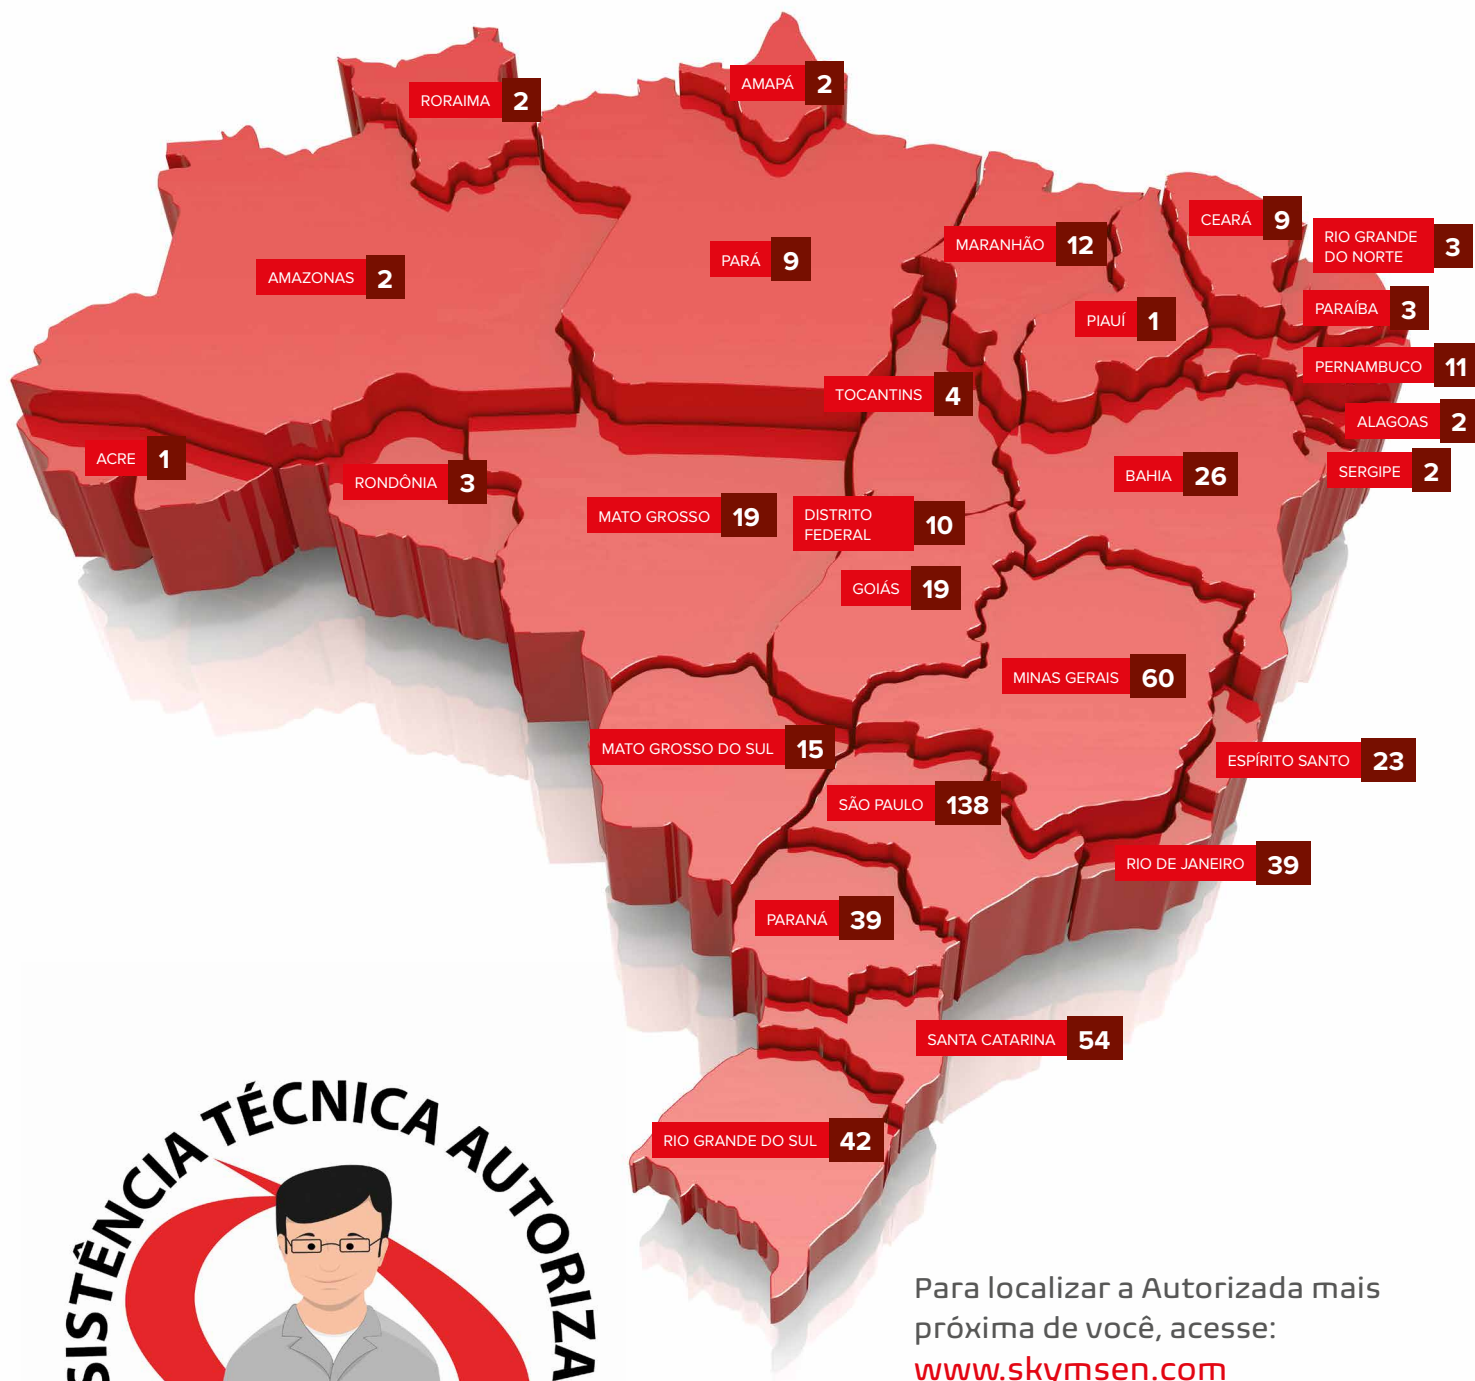 RORAIMA 2
AMAPÁ 2
CEARÁ 9
MARANHÃO 12
RIO GRANDE
DO NORTE 3
PARÁ 9
AMAZONAS 2
PARAÍBA 3
PIAUÍ 1
PERNAMBUCO 11
TOCANTINS 4
ALAGOAS 2
ACRE 1
SERGIPE 2
BAHIA 26
RONDÔNIA 3
MATO GROSSO 19
DISTRITO
FEDERAL 10
GOIÁS 19
MINAS GERAIS 60
MATO GROSSO DO SUL 15
ESPÍRITO SANTO 23
SÃO PAULO 138
RIO DE JANEIRO 39
PARANÁ 39
SANTA CATARINA 54
RIO GRANDE DO SUL 42
SISTÊNCIA TÉCNICA AUTORIZA
Para localizar a Autorizada mais
próxima de você, acesse:
www.skymsen.com